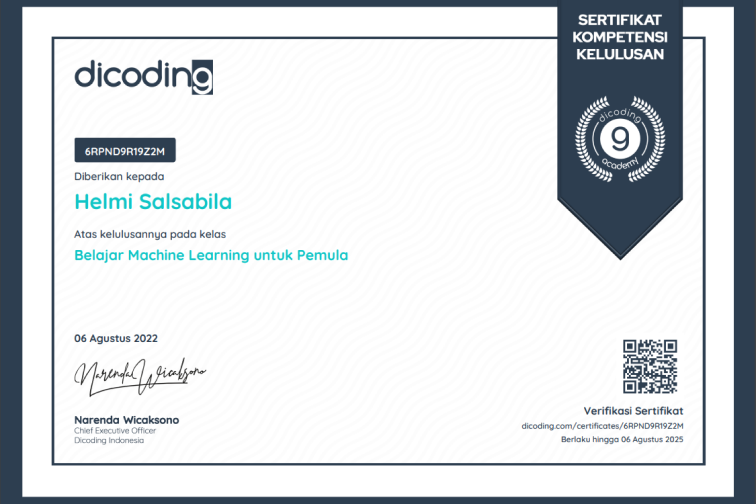 SERTIFIKAT
KOMPETENSI
KELULUSAN
dicoding
dicoding
9
academy
6RPND9R19Z2M
Diberikan kepada
Helmi Salsabila
Atas kelulusannya pada kelas
Belajar Machine Learning untuk Pemula
06 Agustus 2022
Narenda Wicaksono
Narenda Wicaksono
Chief Executive Officer
Dicoding Indonesia
Verifikasi Sertifikat
dicoding.com/certificates/6RPND9R19Z2M
Berlaku hingga 06 Agustus 2025